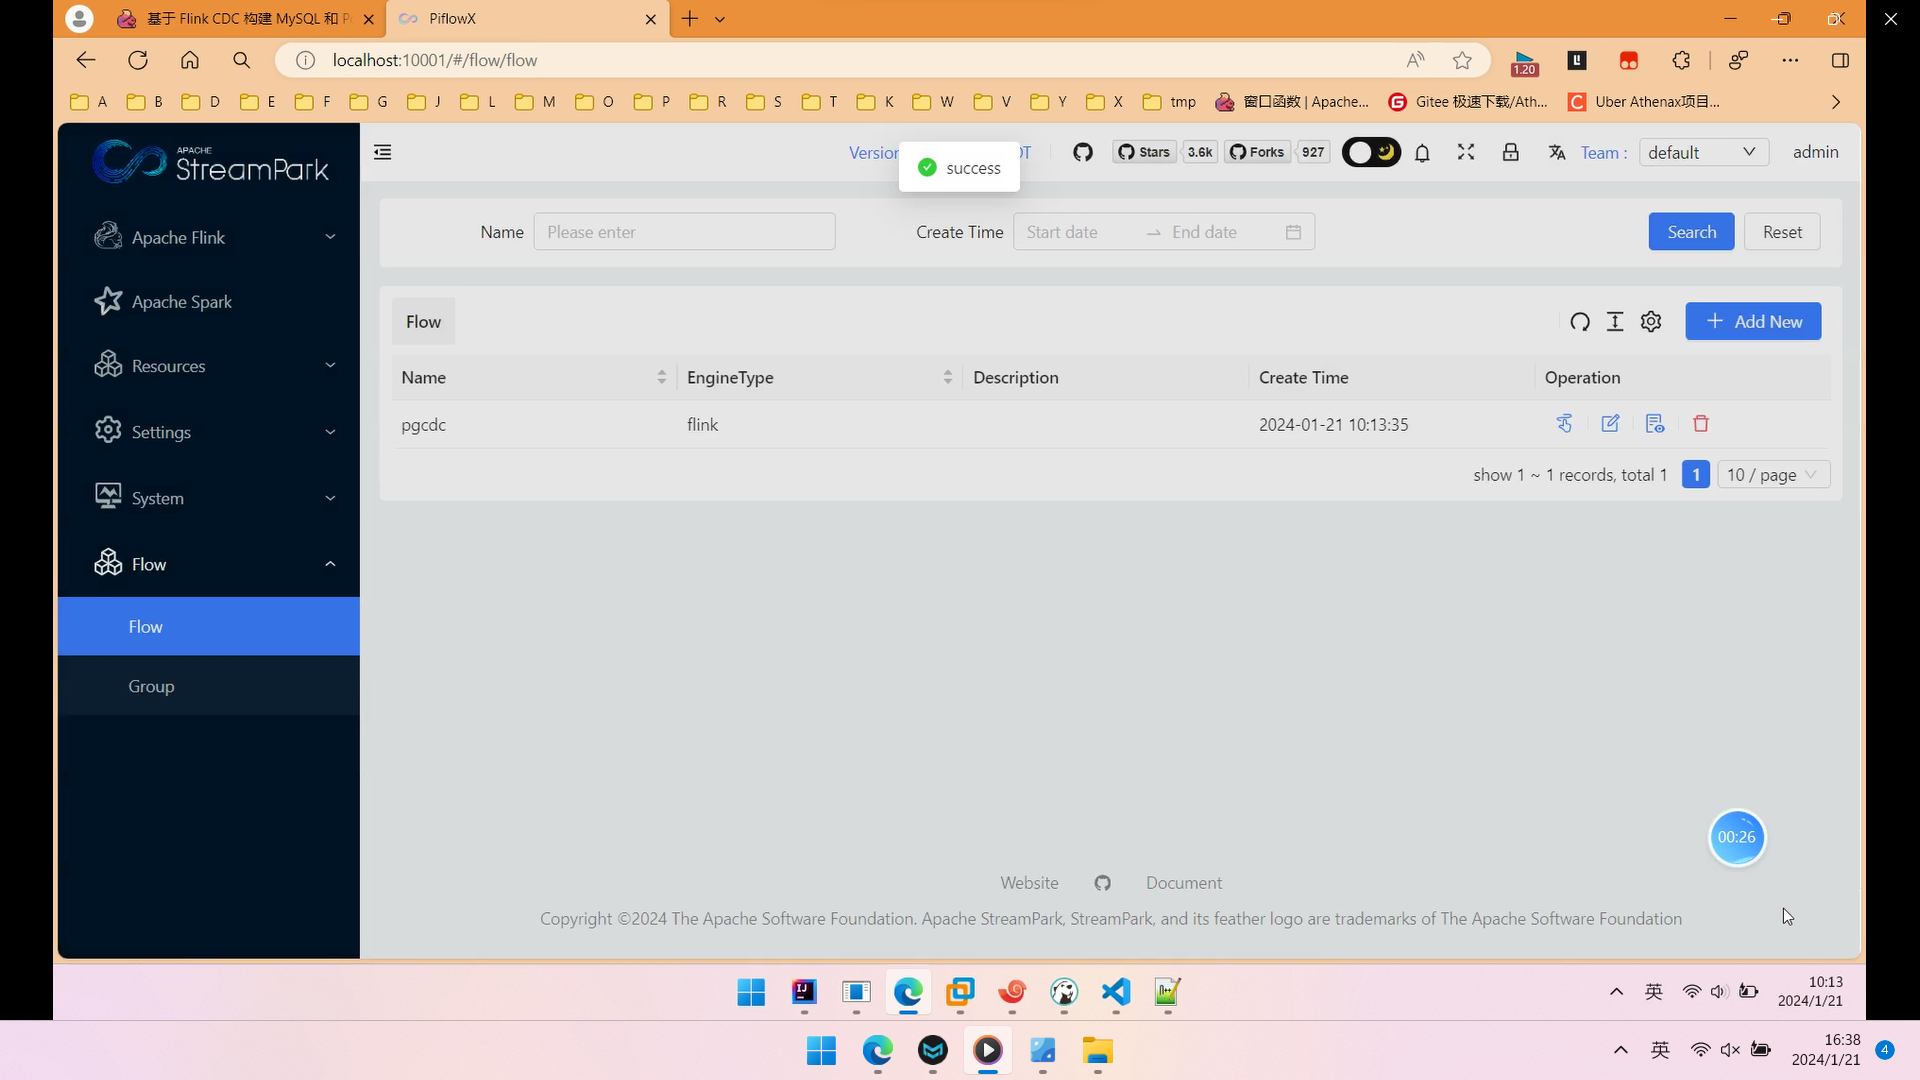 基于 Flink CDC 构建 MySQL 和 P
PiflowX
localhost:10001/#/flow/flow
1.20
A B D E F G J L M O P R S T K W V Y X tmp 窗口函数 | Apache... Gitee 极速下载/Ath... Uber Athenax项目...
APACHE
StreamPark
Version
OT
success
Stars 3.6k Forks 927
Team : default admin
Apache Flink
Apache Spark
Resources
Settings
System
Flow
Flow
Group
Name Please enter Create Time Start date End date Search Reset
Flow
Add New
Name EngineType Description Create Time Operation
pgcdc flink 2024-01-21 10:13:35
show 1 ~ 1 records, total 1 1 10 / page
00:26
Website Document
Copyright ©2024 The Apache Software Foundation. Apache StreamPark, StreamPark, and its feather logo are trademarks of The Apache Software Foundation
英
10:13
2024/1/21
英
16:38
2024/1/21
4